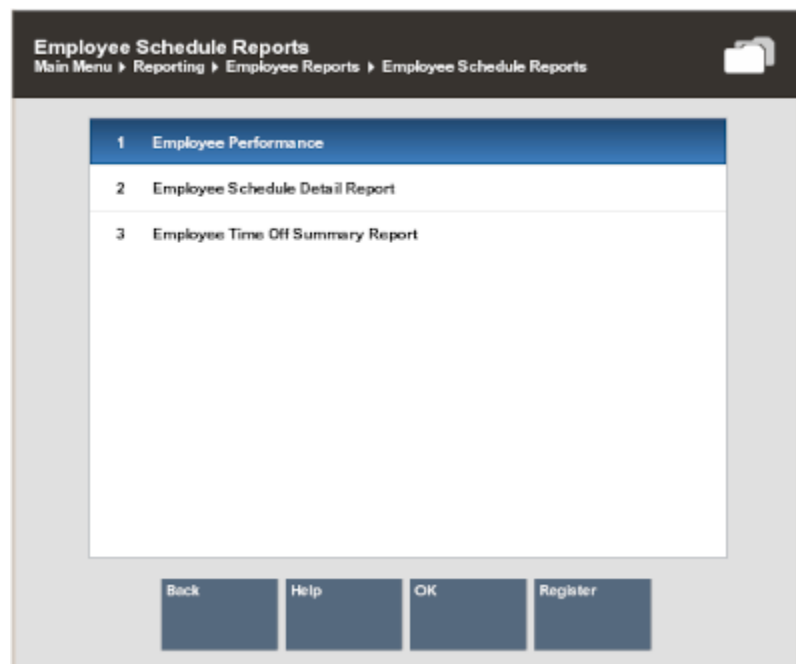 Employee Schedule Reports
Main Menu ▸ Reporting ▸ Employee Reports ▸ Employee Schedule Reports
1 Employee Performance
2 Employee Schedule Detail Report
3 Employee Time Off Summary Report
Back Help OK Register